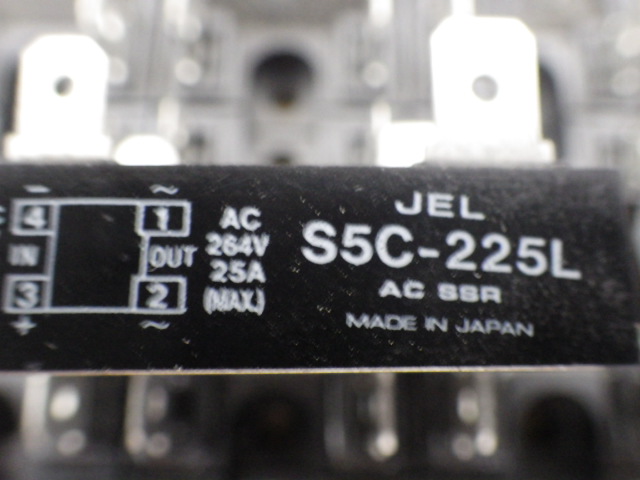 − ~
4 1
IN OUT
3 2
+ ~
AC
264V
25A
(MAX.)
JEL
S5C-225L
AC SSR
MADE IN JAPAN